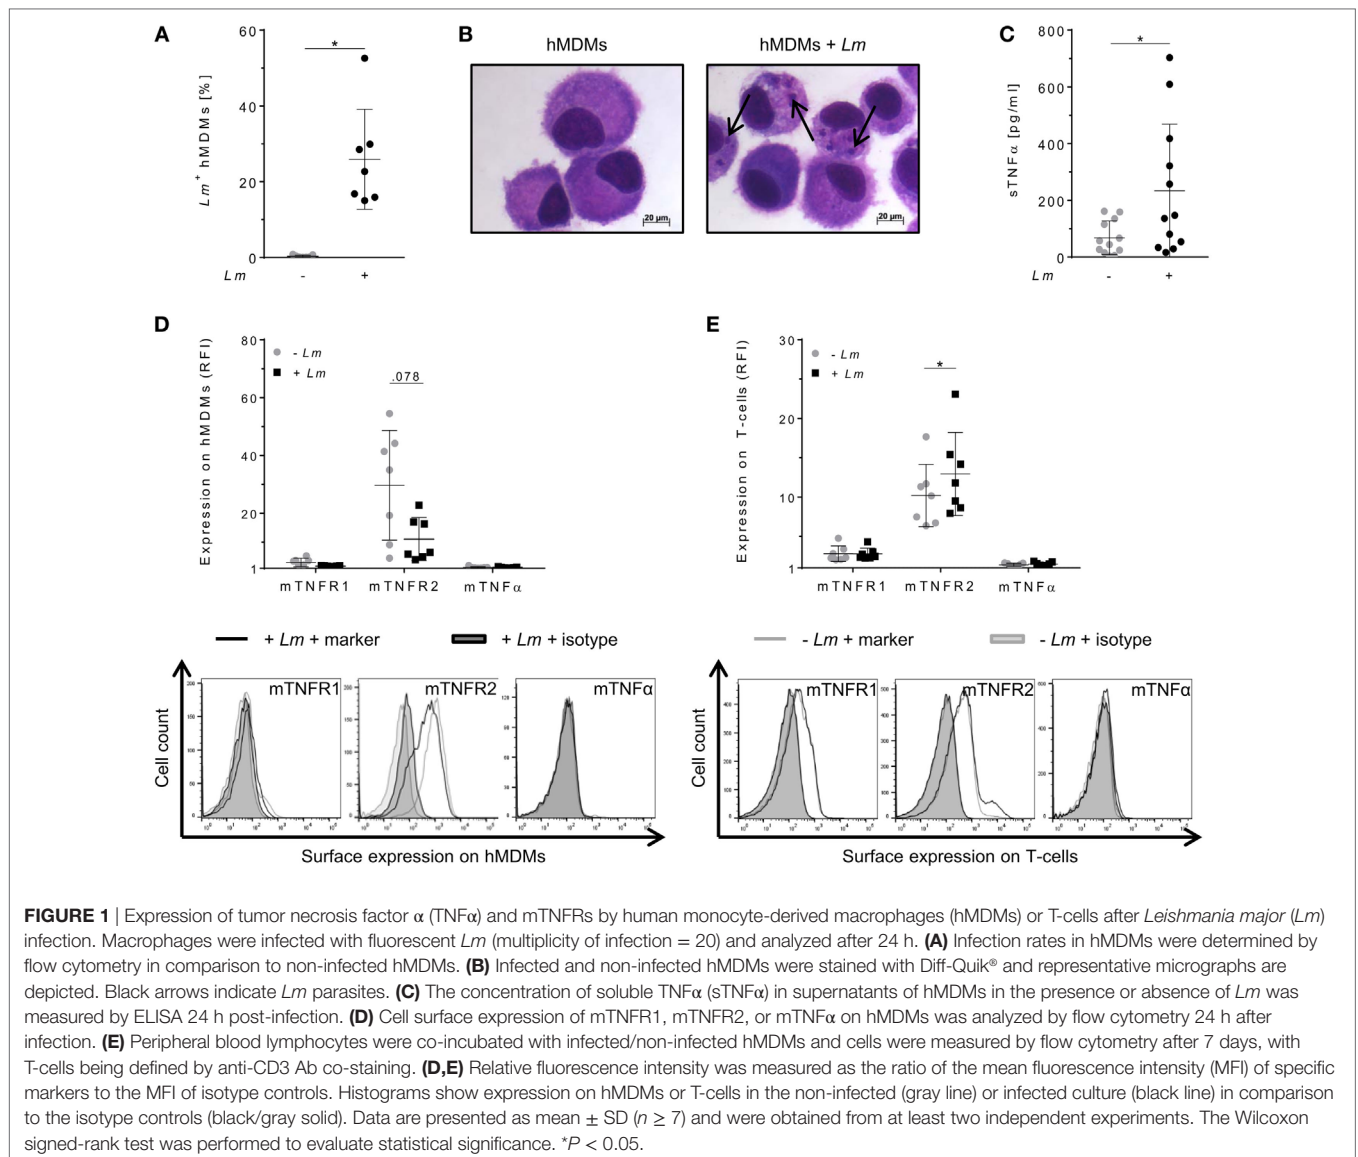 A
60
40
20
0
Lm+ hMDMs [%]
*
Lm
-
+
B
hMDMs
hMDMs + Lm
20 µm
20 µm
C
800
600
400
200
0
sTNFα [pg/ml]
*
Lm
-
+
D
80
60
40
20
1
Expression on hMDMs (RFI)
- Lm
+ Lm
.078
mTNFR1
mTNFR2
mTNFα
E
30
20
10
1
Expression on T-cells (RFI)
- Lm
+ Lm
*
mTNFR1
mTNFR2
mTNFα
+ Lm + marker
+ Lm + isotype
- Lm + marker
- Lm + isotype
Cell count
mTNFR1
mTNFR2
mTNFα
Surface expression on hMDMs
Cell count
mTNFR1
mTNFR2
mTNFα
Surface expression on T-cells
FIGURE 1 | Expression of tumor necrosis factor α (TNFα) and mTNFRs by human monocyte-derived macrophages (hMDMs) or T-cells after Leishmania major (Lm)
infection. Macrophages were infected with fluorescent Lm (multiplicity of infection = 20) and analyzed after 24 h. (A) Infection rates in hMDMs were determined by
flow cytometry in comparison to non-infected hMDMs. (B) Infected and non-infected hMDMs were stained with Diff-Quik® and representative micrographs are
depicted. Black arrows indicate Lm parasites. (C) The concentration of soluble TNFα (sTNFα) in supernatants of hMDMs in the presence or absence of Lm was
measured by ELISA 24 h post-infection. (D) Cell surface expression of mTNFR1, mTNFR2, or mTNFα on hMDMs was analyzed by flow cytometry 24 h after
infection. (E) Peripheral blood lymphocytes were co-incubated with infected/non-infected hMDMs and cells were measured by flow cytometry after 7 days, with
T-cells being defined by anti-CD3 Ab co-staining. (D,E) Relative fluorescence intensity was measured as the ratio of the mean fluorescence intensity (MFI) of specific
markers to the MFI of isotype controls. Histograms show expression on hMDMs or T-cells in the non-infected (gray line) or infected culture (black line) in comparison
to the isotype controls (black/gray solid). Data are presented as mean ± SD (n ≥ 7) and were obtained from at least two independent experiments. The Wilcoxon
signed-rank test was performed to evaluate statistical significance. *P < 0.05.